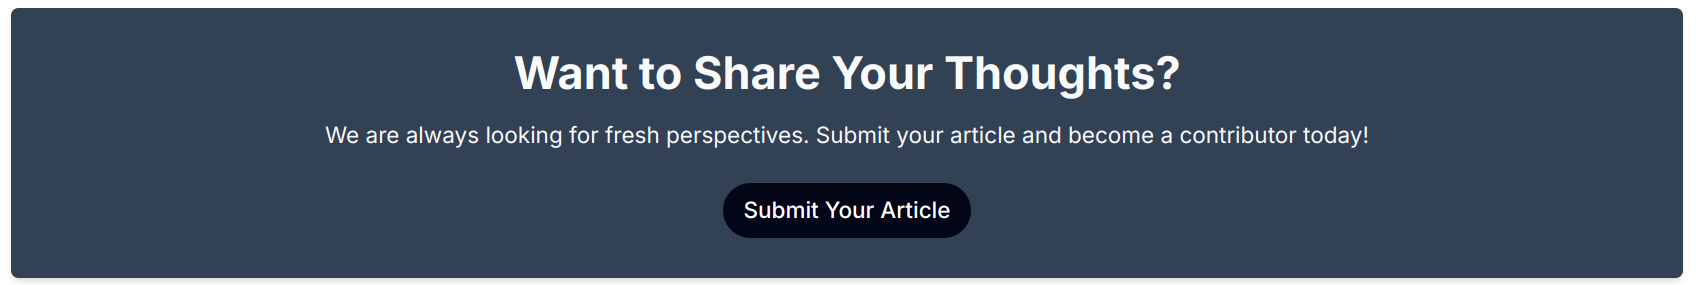 Want to Share Your Thoughts?
We are always looking for fresh perspectives. Submit your article and become a contributor today!
Submit Your Article